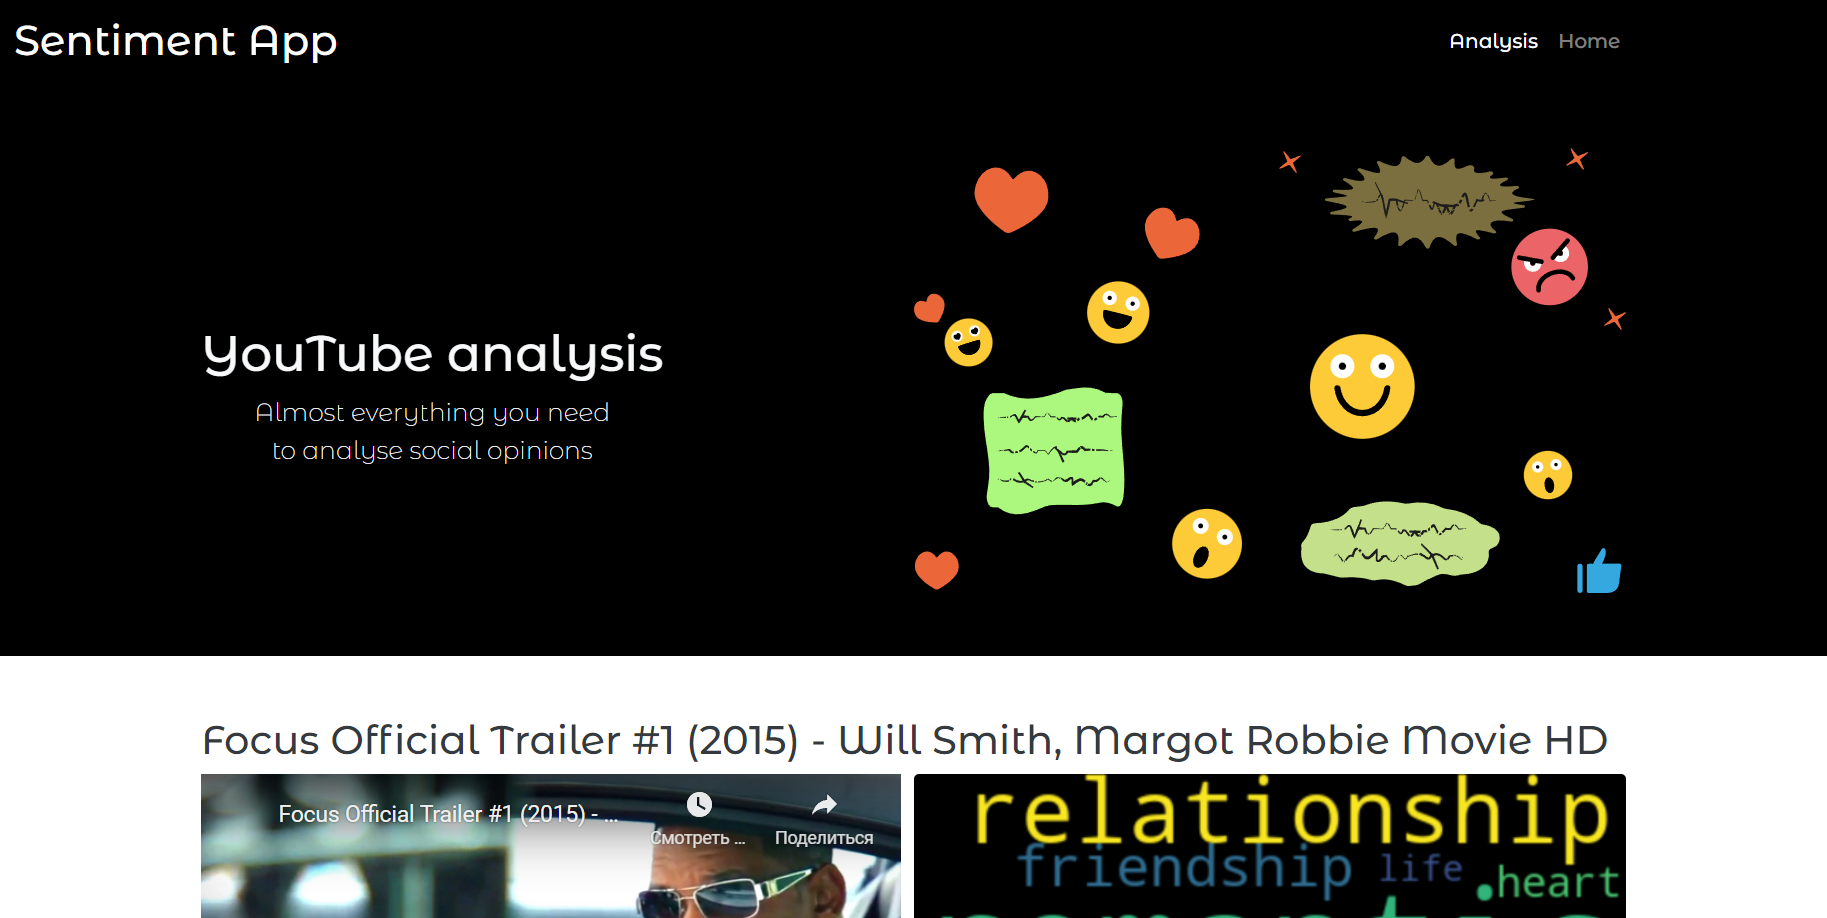 Sentiment App
Analysis Home
YouTube analysis
Almost everything you need
to analyse social opinions
Focus Official Trailer #1 (2015) - Will Smith, Margot Robbie Movie HD
Focus Official Trailer #1 (2015) - ...
Смотреть ...
Поделиться
relationship
friendship life
heart